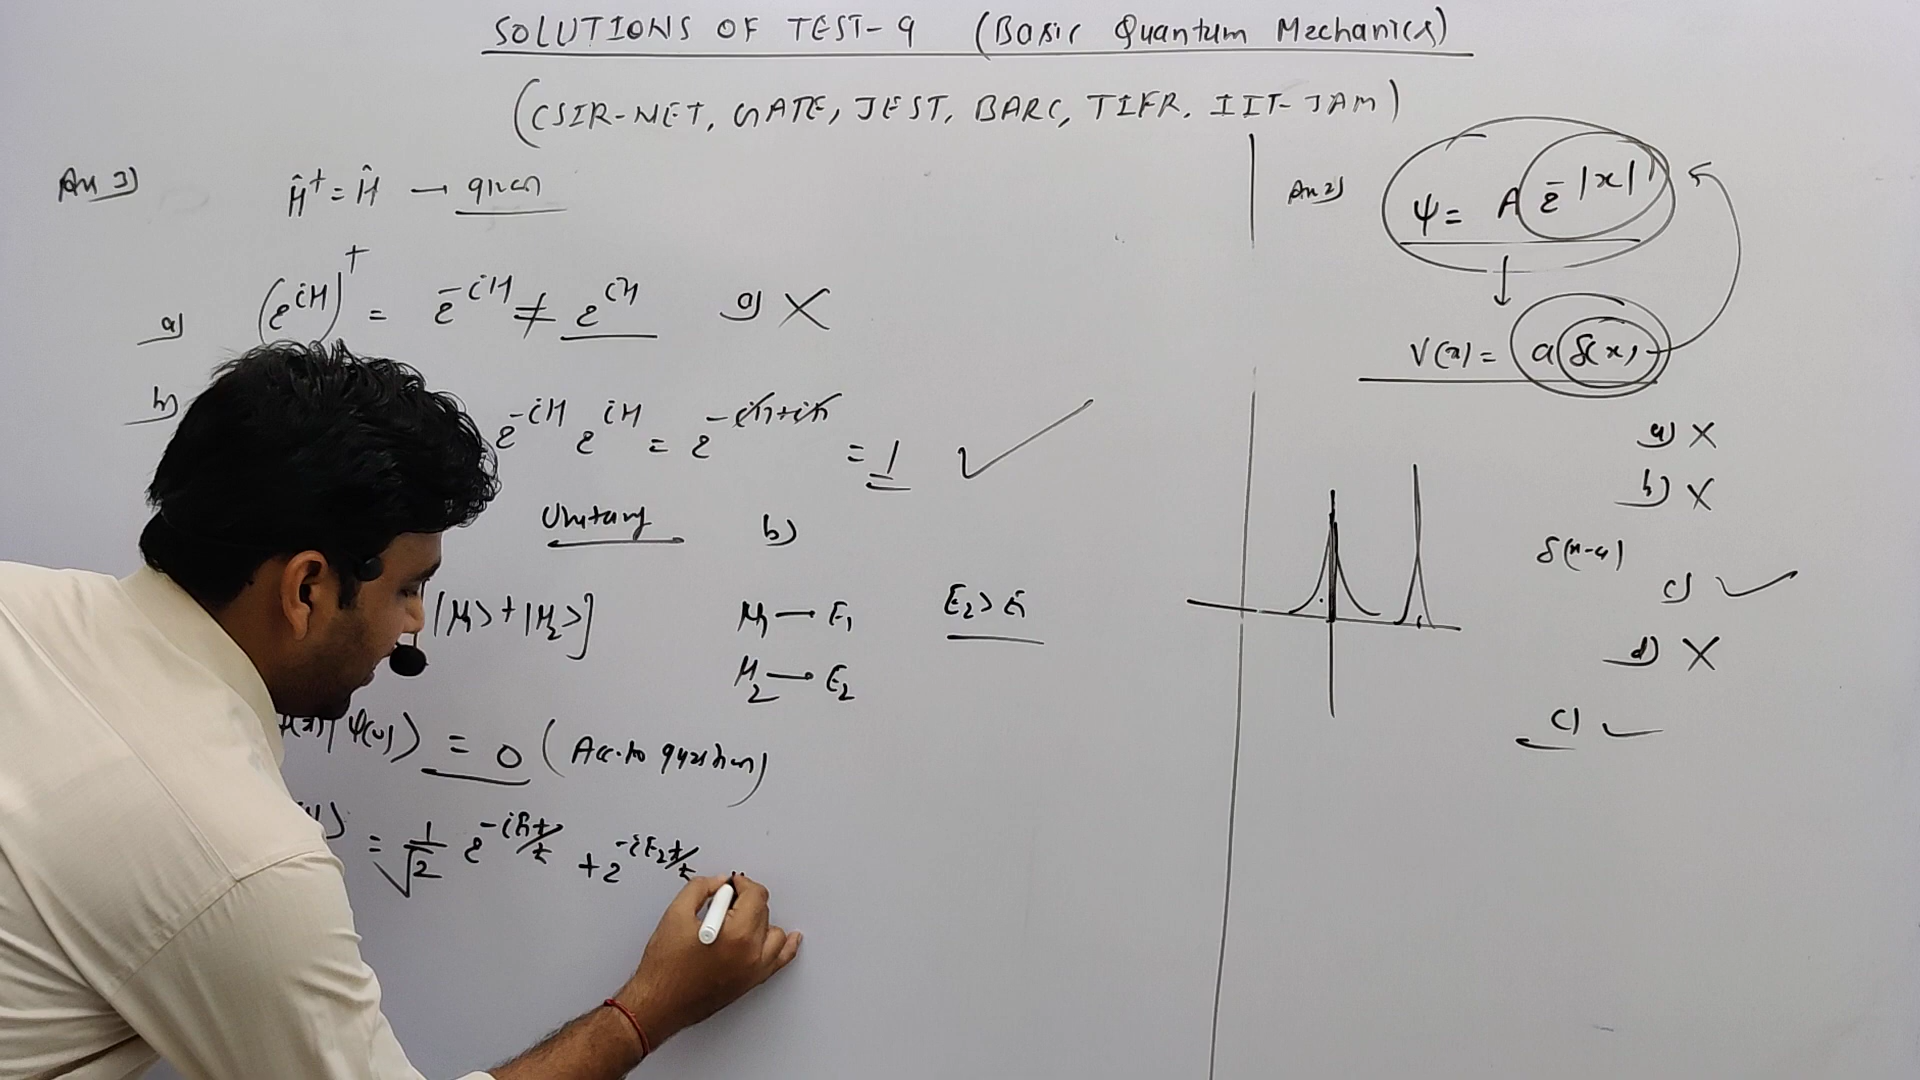 SOLUTIONS OF TEST-9 (Basic Quantum Mechanics)
(CSIR-NET, GATE, JEST, BARC, TIFR, IIT-JAM)
An 3) Ĥ† = Ĥ → given
a) (e^{iH})† = e^{-iH} ≠ e^{iH} a) X
b) e^{-iH} e^{iH} = e^{-iH+iH} = 1 ✓
Unitary b)
|ψ₁> + |ψ₂>] ψ₁ → E₁ E₂ > E₁
ψ₂ → E₂
ψ(0)) = 0 (Acc. to question)
= 1/√2 e^{-iE₁t/ħ} + e^{-iE₂t/ħ}
An 2) ψ = A e^{-|x|}
↓
V(x) = a δ(x)
a) X
b) X
δ(x-a)
c) ✓
d) X
c) ✓